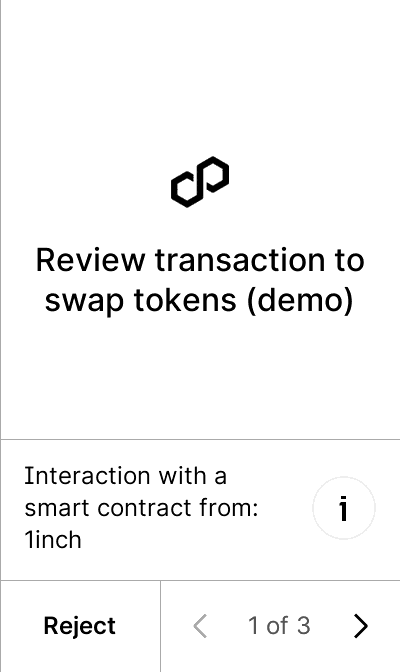 Review transaction to
swap tokens (demo)
Interaction with a
smart contract from:
1inch
i
Reject
1 of 3